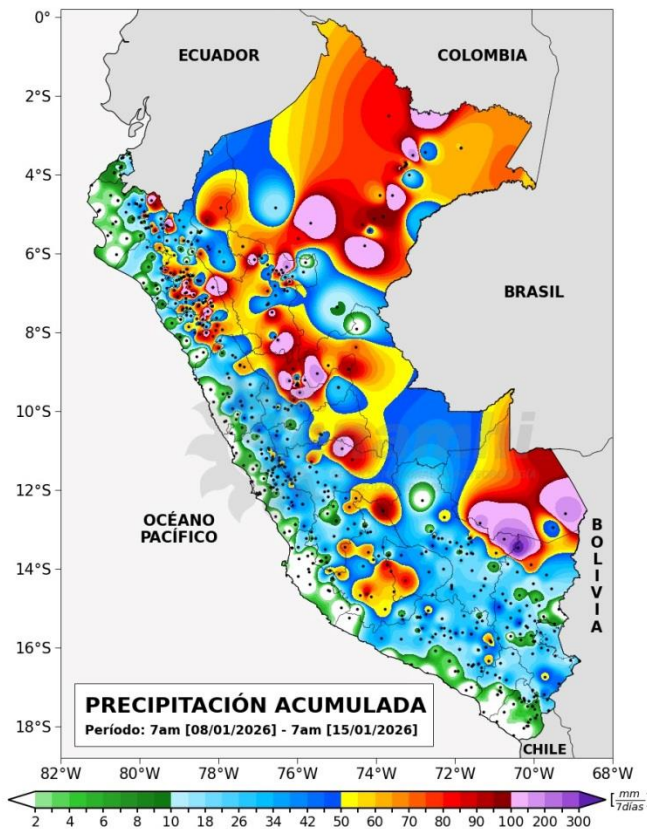 0°
ECUADOR
COLOMBIA
2°S
4°S
6°S
BRASIL
8°S
10°S
12°S
OCÉANO
PACÍFICO
BOLIVIA
14°S
16°S
PRECIPITACIÓN ACUMULADA
Período: 7am [08/01/2026] - 7am [15/01/2026]
18°S
CHILE
82°W 80°W 78°W 76°W 74°W 72°W 70°W 68°W
2 4 6 8 10 18 26 34 42 50 60 70 80 90 100 200 300
[mm
7días